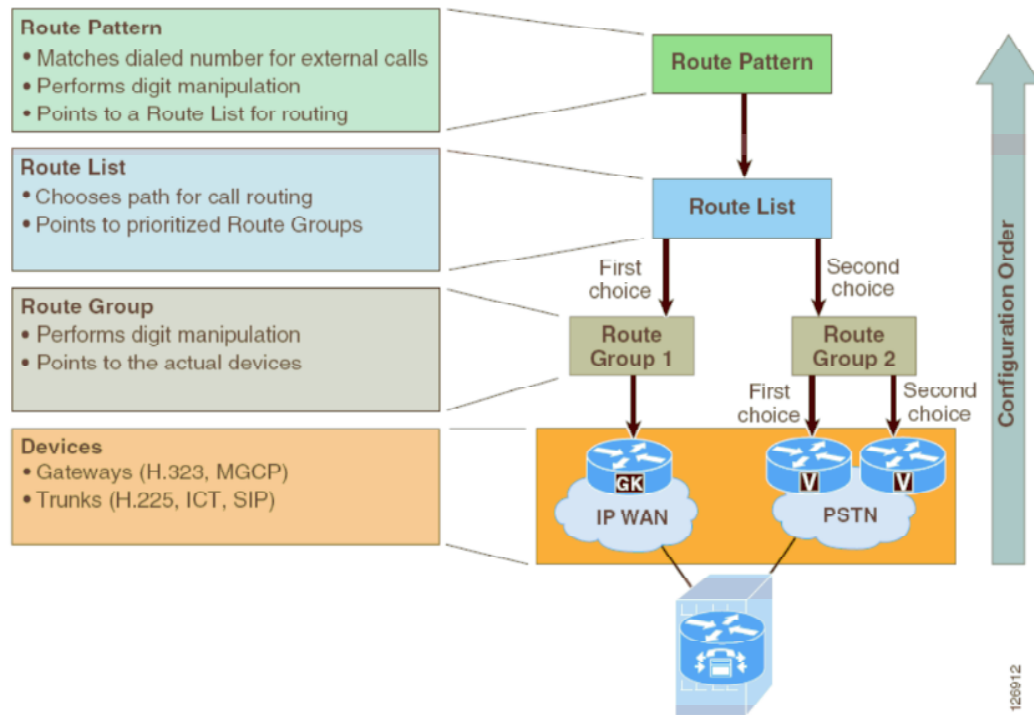 Route Pattern
• Matches dialed number for external calls
• Performs digit manipulation
• Points to a Route List for routing
Route List
• Chooses path for call routing
• Points to prioritized Route Groups
Route Group
• Performs digit manipulation
• Points to the actual devices
Devices
• Gateways (H.323, MGCP)
• Trunks (H.225, ICT, SIP)
Route Pattern
Route List
First
choice
Second
choice
Route
Group 1
Route
Group 2
First
choice
Second
choice
GK
IP WAN
V
V
PSTN
Configuration Order
126912